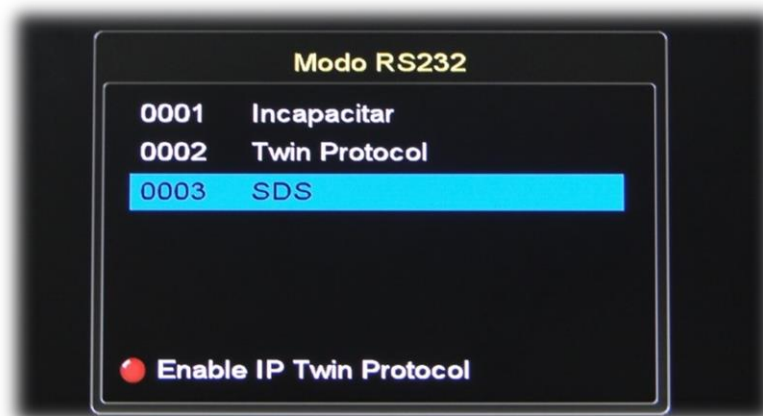 Modo RS232
0001 Incapacitar
0002 Twin Protocol
0003 SDS
Enable IP Twin Protocol